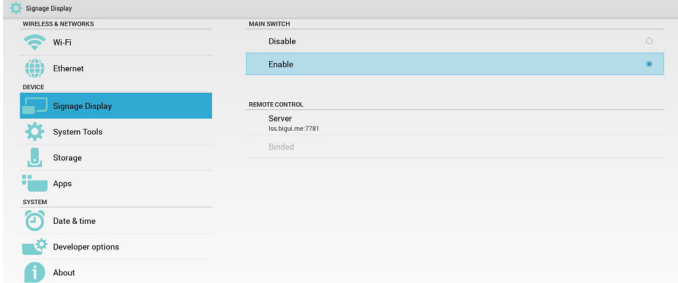 Signage Display
WIRELESS & NETWORKS
Wi-Fi
Ethernet
DEVICE
Signage Display
System Tools
Storage
Apps
SYSTEM
Date & time
Developer options
About
MAIN SWITCH
Disable
Enable
REMOTE CONTROL
Server
lss.bigui.me:7781
Binded